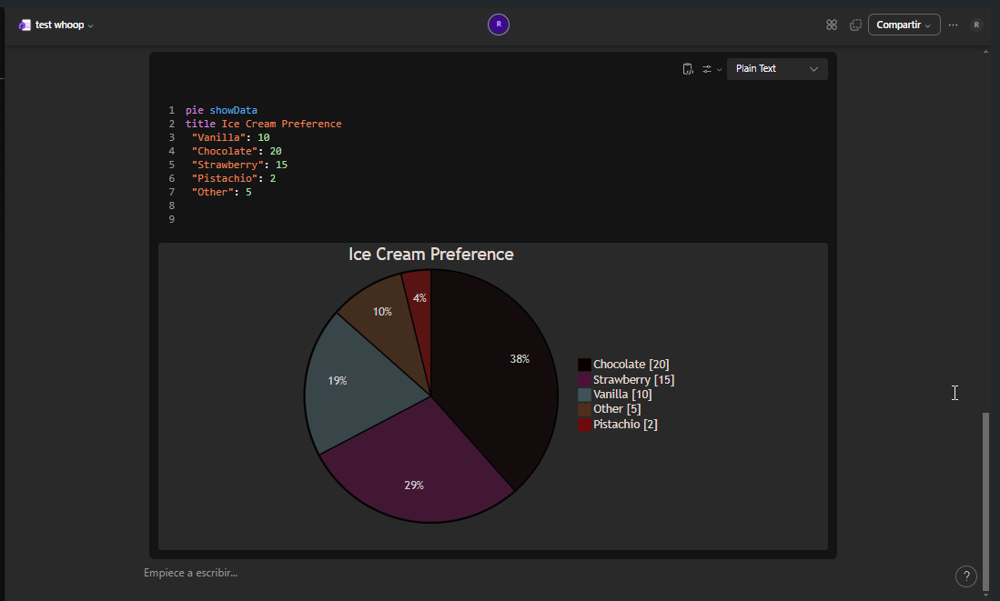 test whoop
R
Compartir
R
Plain Text
1 pie showData
2 title Ice Cream Preference
3 "Vanilla": 10
4 "Chocolate": 20
5 "Strawberry": 15
6 "Pistachio": 2
7 "Other": 5
8
9
Ice Cream Preference
4%
10%
38%
19%
29%
Chocolate [20]
Strawberry [15]
Vanilla [10]
Other [5]
Pistachio [2]
Empiece a escribir...
?